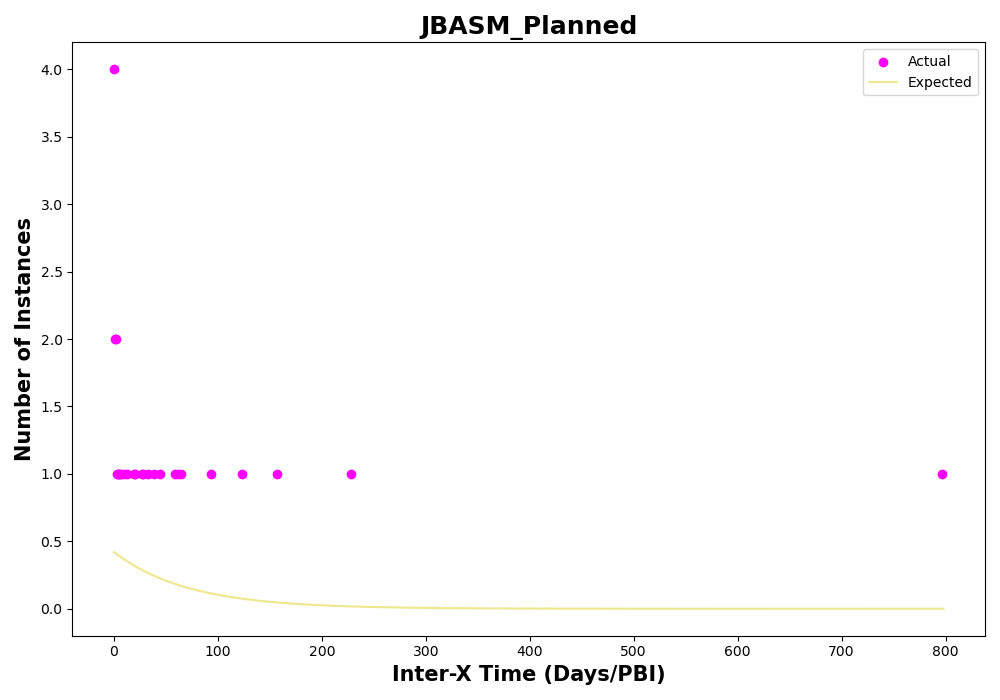 JBASM_Planned
Actual
Expected
Number of Instances
4.0
3.5
3.0
2.5
2.0
1.5
1.0
0.5
0.0
0 100 200 300 400 500 600 700 800
Inter-X Time (Days/PBI)